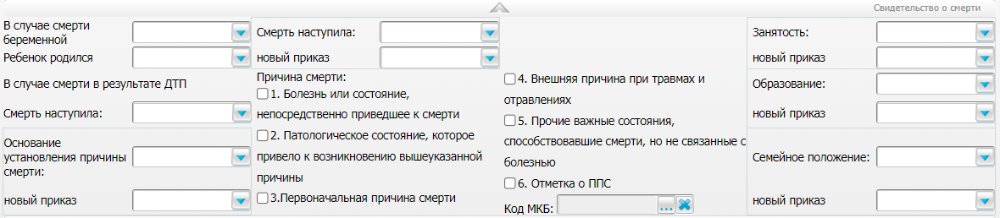 Свидетельство о смерти
В случае смерти
беременной
Ребенок родился
В случае смерти в результате ДТП
Смерть наступила:
Основание
установления причины
смерти:
новый приказ
Смерть наступила:
новый приказ
Причина смерти:
1. Болезнь или состояние,
непосредственно приведшее к смерти
2. Патологическое состояние, которое
привело к возникновению вышеуказанной
причины
3.Первоначальная причина смерти
4. Внешняя причина при травмах и
отравлениях
5. Прочие важные состояния,
способствовавшие смерти, но не связанные с
болезнью
6. Отметка о ППС
Код МКБ:
...
Занятость:
новый приказ
Образование:
новый приказ
Семейное положение:
новый приказ